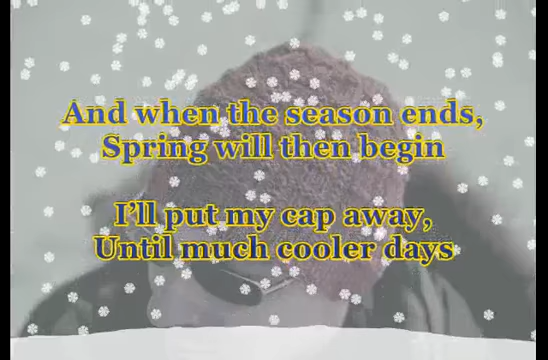 And when the season ends,
Spring will then begin
I'll put my cap away,
Until much cooler days